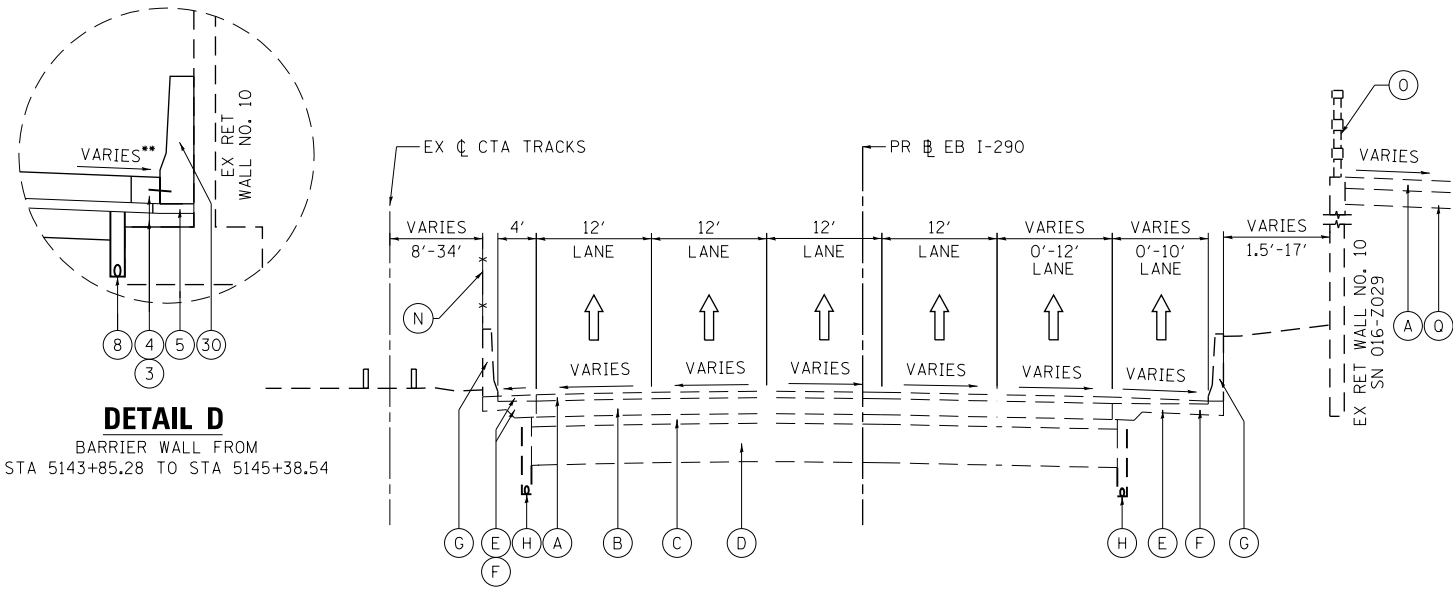 VARIES**
EX RET
WALL NO. 10
8
4
5
30
3
DETAIL D
BARRIER WALL FROM
STA 5143+85.28 TO STA 5145+38.54
EX ℄ CTA TRACKS
PR B̲L EB I-290
O
VARIES
A
Q
VARIES
8'-34'
4'
12'
LANE
12'
LANE
12'
LANE
12'
LANE
VARIES
0'-12'
LANE
VARIES
0'-10'
LANE
VARIES
1.5'-17'
N
VARIES
VARIES
VARIES
VARIES
VARIES
VARIES
EX RET WALL NO. 10
SN 016-Z029
G
E
F
H
A
B
C
D
H
E
F
G